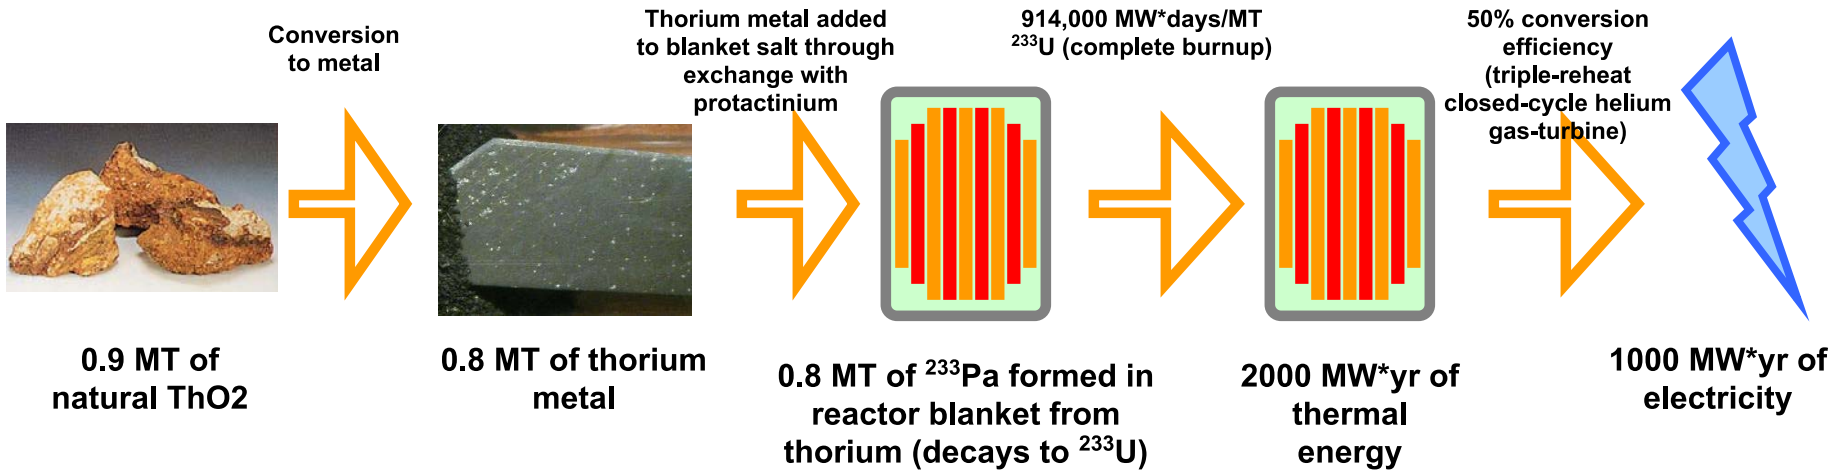 Conversion
to metal
Thorium metal added
to blanket salt through
exchange with
protactinium
914,000 MW*days/MT
²³³U (complete burnup)
50% conversion
efficiency
(triple-reheat
closed-cycle helium
gas-turbine)
0.9 MT of
natural ThO2
0.8 MT of thorium
metal
0.8 MT of ²³³Pa formed in
reactor blanket from
thorium (decays to ²³³U)
2000 MW*yr of
thermal
energy
1000 MW*yr of
electricity